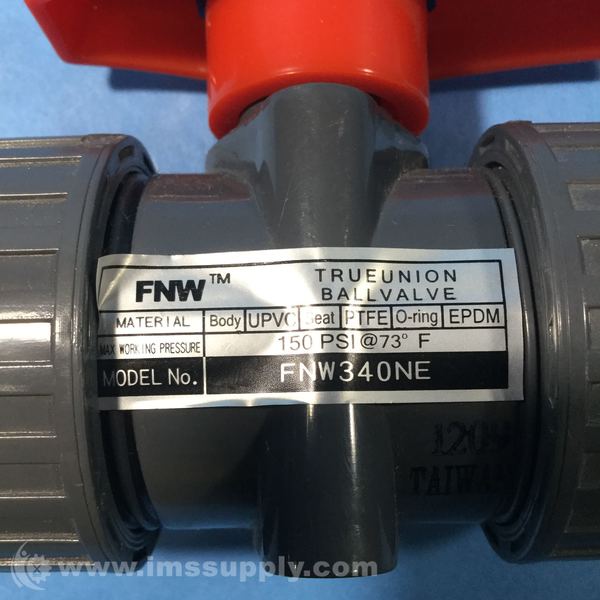 FNW™
TRUEUNION
BALLVALVE
MATERIAL Body UPVC Seat PTFE O-ring EPDM
MAX WORKING PRESSURE 150 PSI@73° F
MODEL No. FNW340NE
TAIWAN
www.imssupply.com